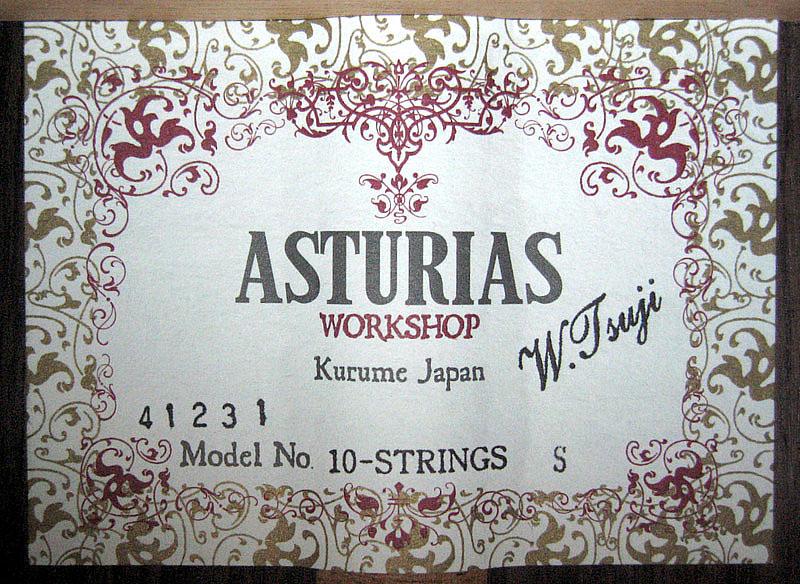 ASTURIAS
WORKSHOP
Kurume Japan
W. Tsuji
41231
Model No. 10-STRINGS S